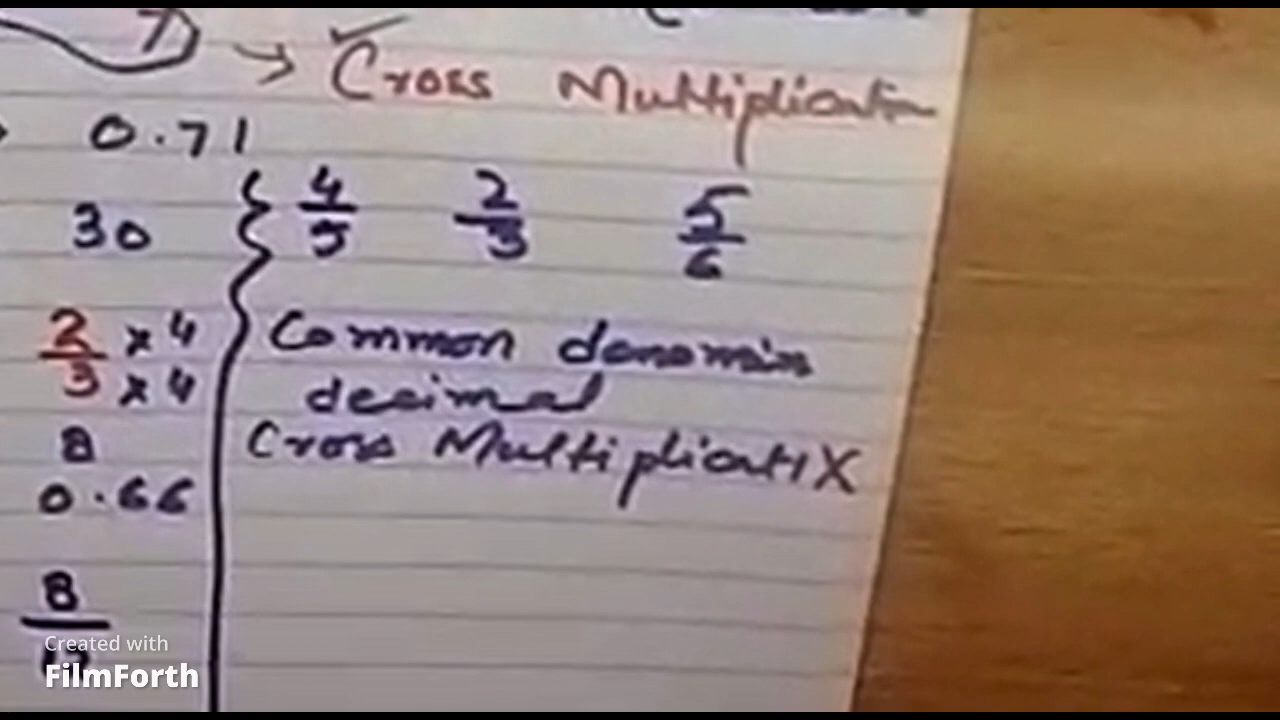 7 → Cross Multiplication
0.71
30
4/5 2/3 5/6
2/3 × 4
× 4
8
0.66
8
Common denomin
decimal
Cross Multiplicati X
Created with
FilmForth